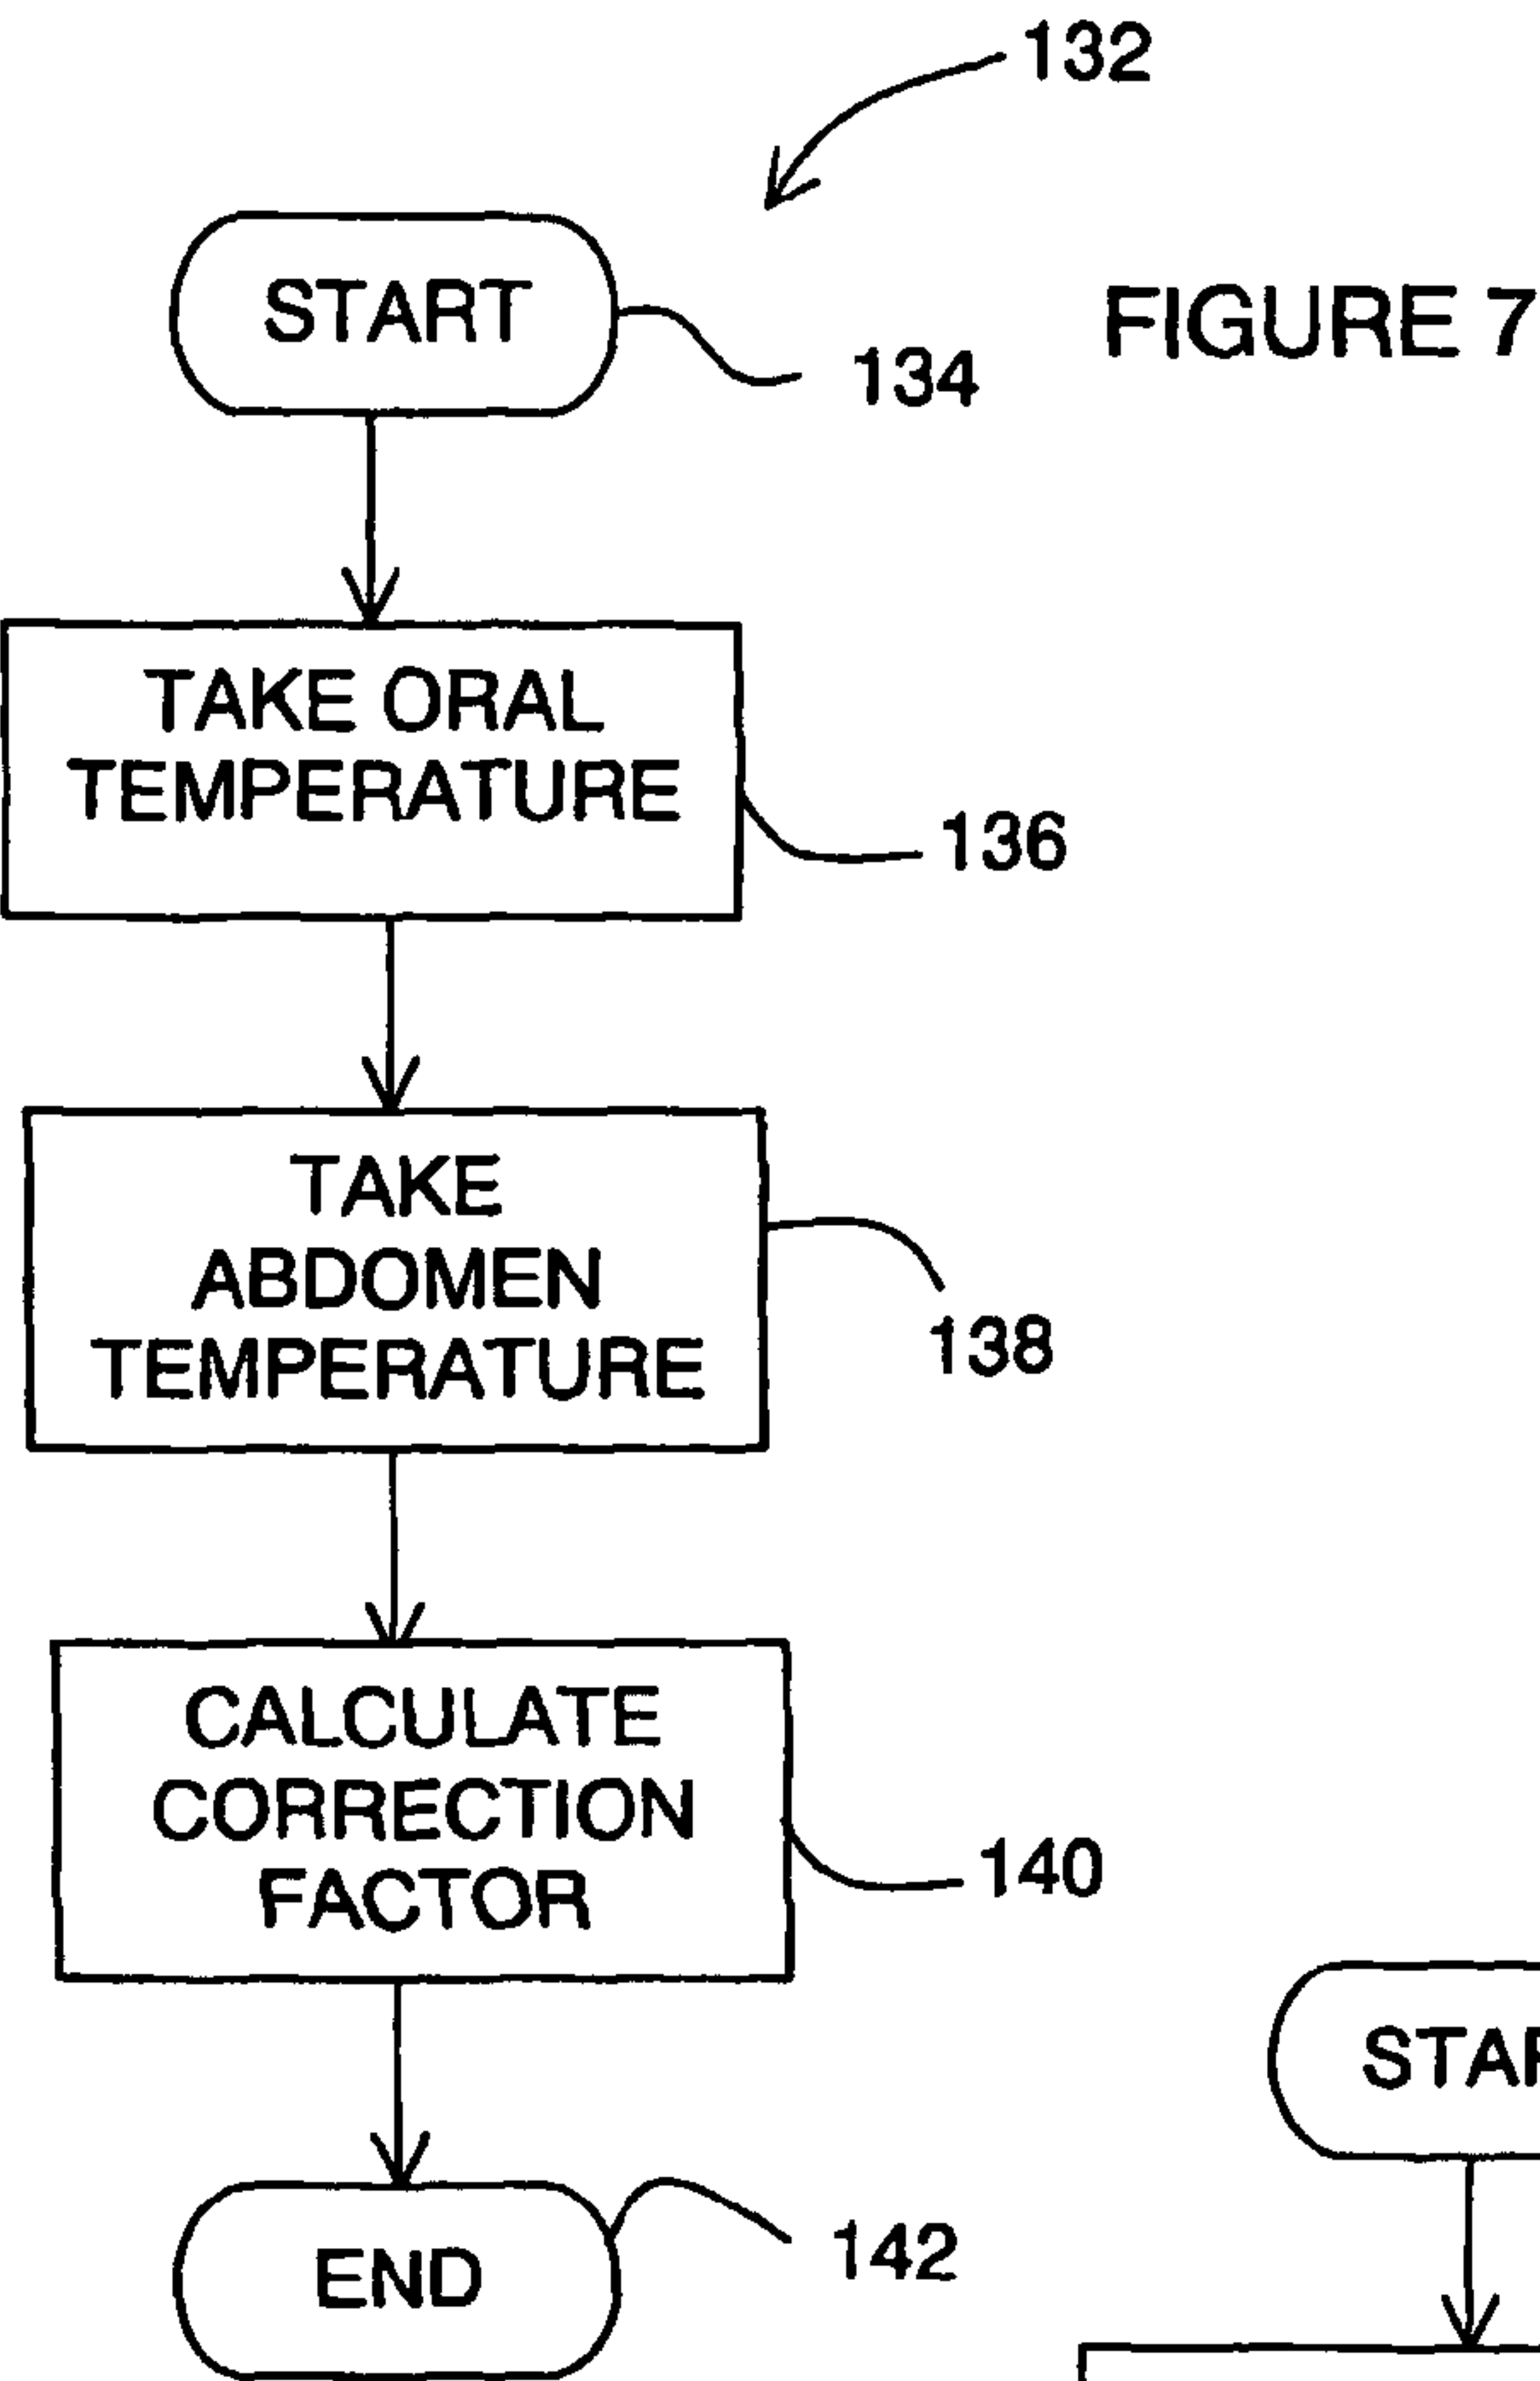 132
START
FIGURE 7
134
TAKE ORAL
TEMPERATURE
136
TAKE
ABDOMEN
TEMPERATURE
138
CALCULATE
CORRECTION
FACTOR
140
END
142